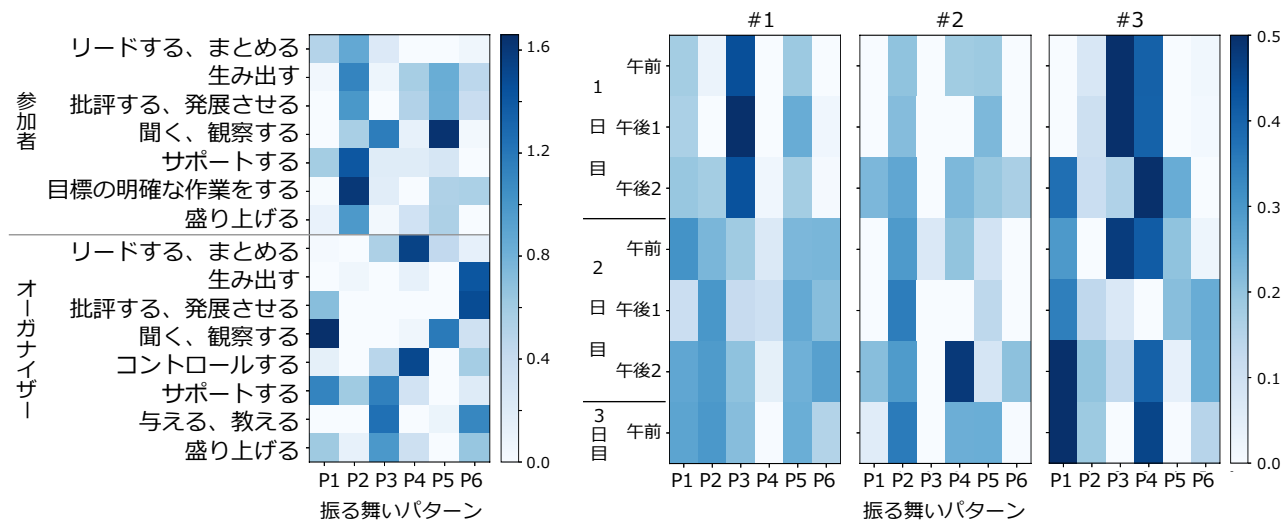 参加者
リードする、まとめる
生み出す
批評する、発展させる
聞く、観察する
サポートする
目標の明確な作業をする
盛り上げる
オーガナイザー
リードする、まとめる
生み出す
批評する、発展させる
聞く、観察する
コントロールする
サポートする
与える、教える
盛り上げる
P1 P2 P3 P4 P5 P6
振る舞いパターン
1.6
1.2
0.8
0.4
0.0
#1 #2 #3
1日目
午前
午後1
午後2
2日目
午前
午後1
午後2
3日目
午前
P1 P2 P3 P4 P5 P6 P1 P2 P3 P4 P5 P6 P1 P2 P3 P4 P5 P6
振る舞いパターン
0.5
0.4
0.3
0.2
0.1
0.0